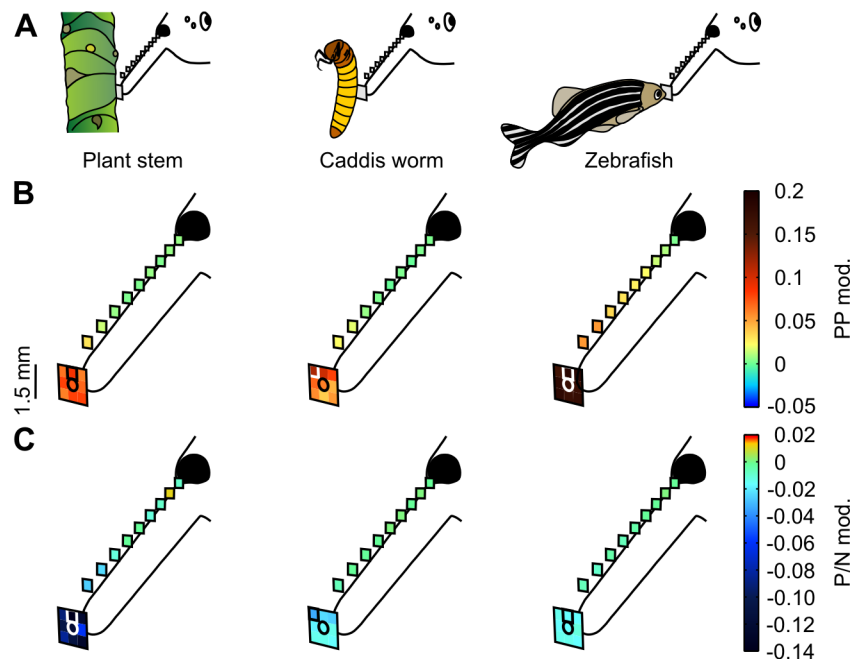 A
Plant stem
Caddis worm
Zebrafish
B
0.2
0.15
0.1
0.05
0
-0.05
PP mod.
1.5 mm
C
0.02
0
-0.02
-0.04
-0.06
-0.08
-0.10
-0.12
-0.14
P/N mod.